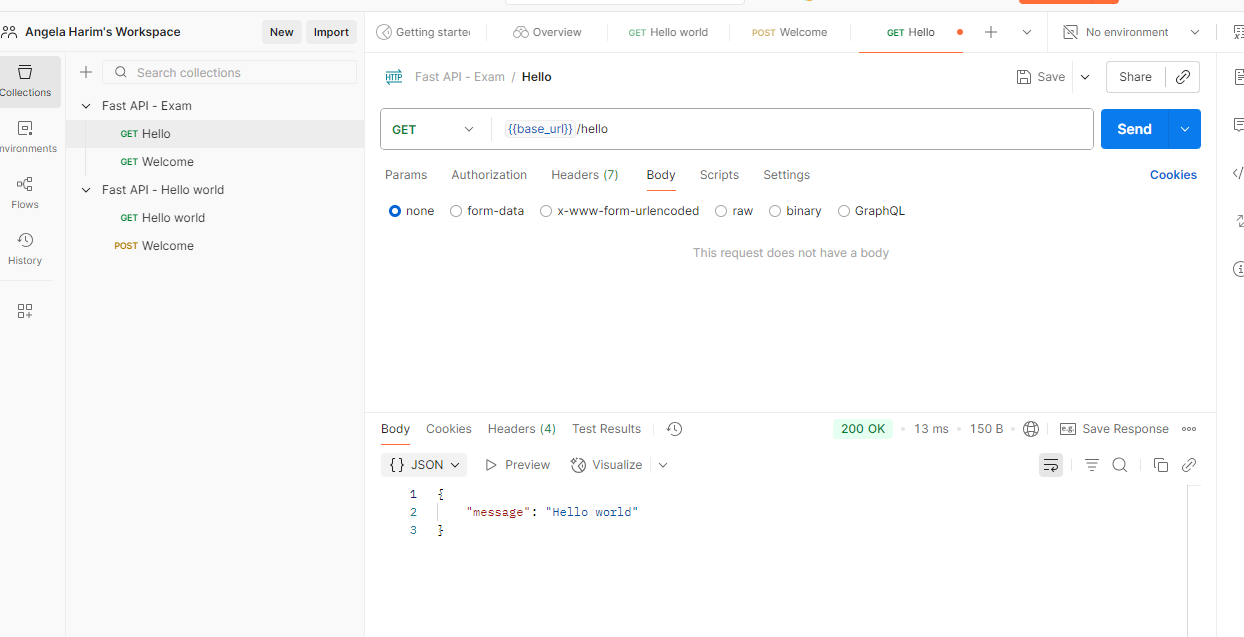 Angela Harim's Workspace
New
Import
Getting starte
Overview
GET Hello world
POST Welcome
GET Hello
No environment
Collections
nvironments
Flows
History
Search collections
Fast API - Exam
GET Hello
GET Welcome
Fast API - Hello world
GET Hello world
POST Welcome
HTTP
Fast API - Exam / Hello
Save
Share
GET
{{base_url}} /hello
Send
Params
Authorization
Headers (7)
Body
Scripts
Settings
Cookies
none
form-data
x-www-form-urlencoded
raw
binary
GraphQL
This request does not have a body
Body
Cookies
Headers (4)
Test Results
200 OK
13 ms
150 B
e.g.
Save Response
{} JSON
Preview
Visualize
1 {
2 "message": "Hello world"
3 }